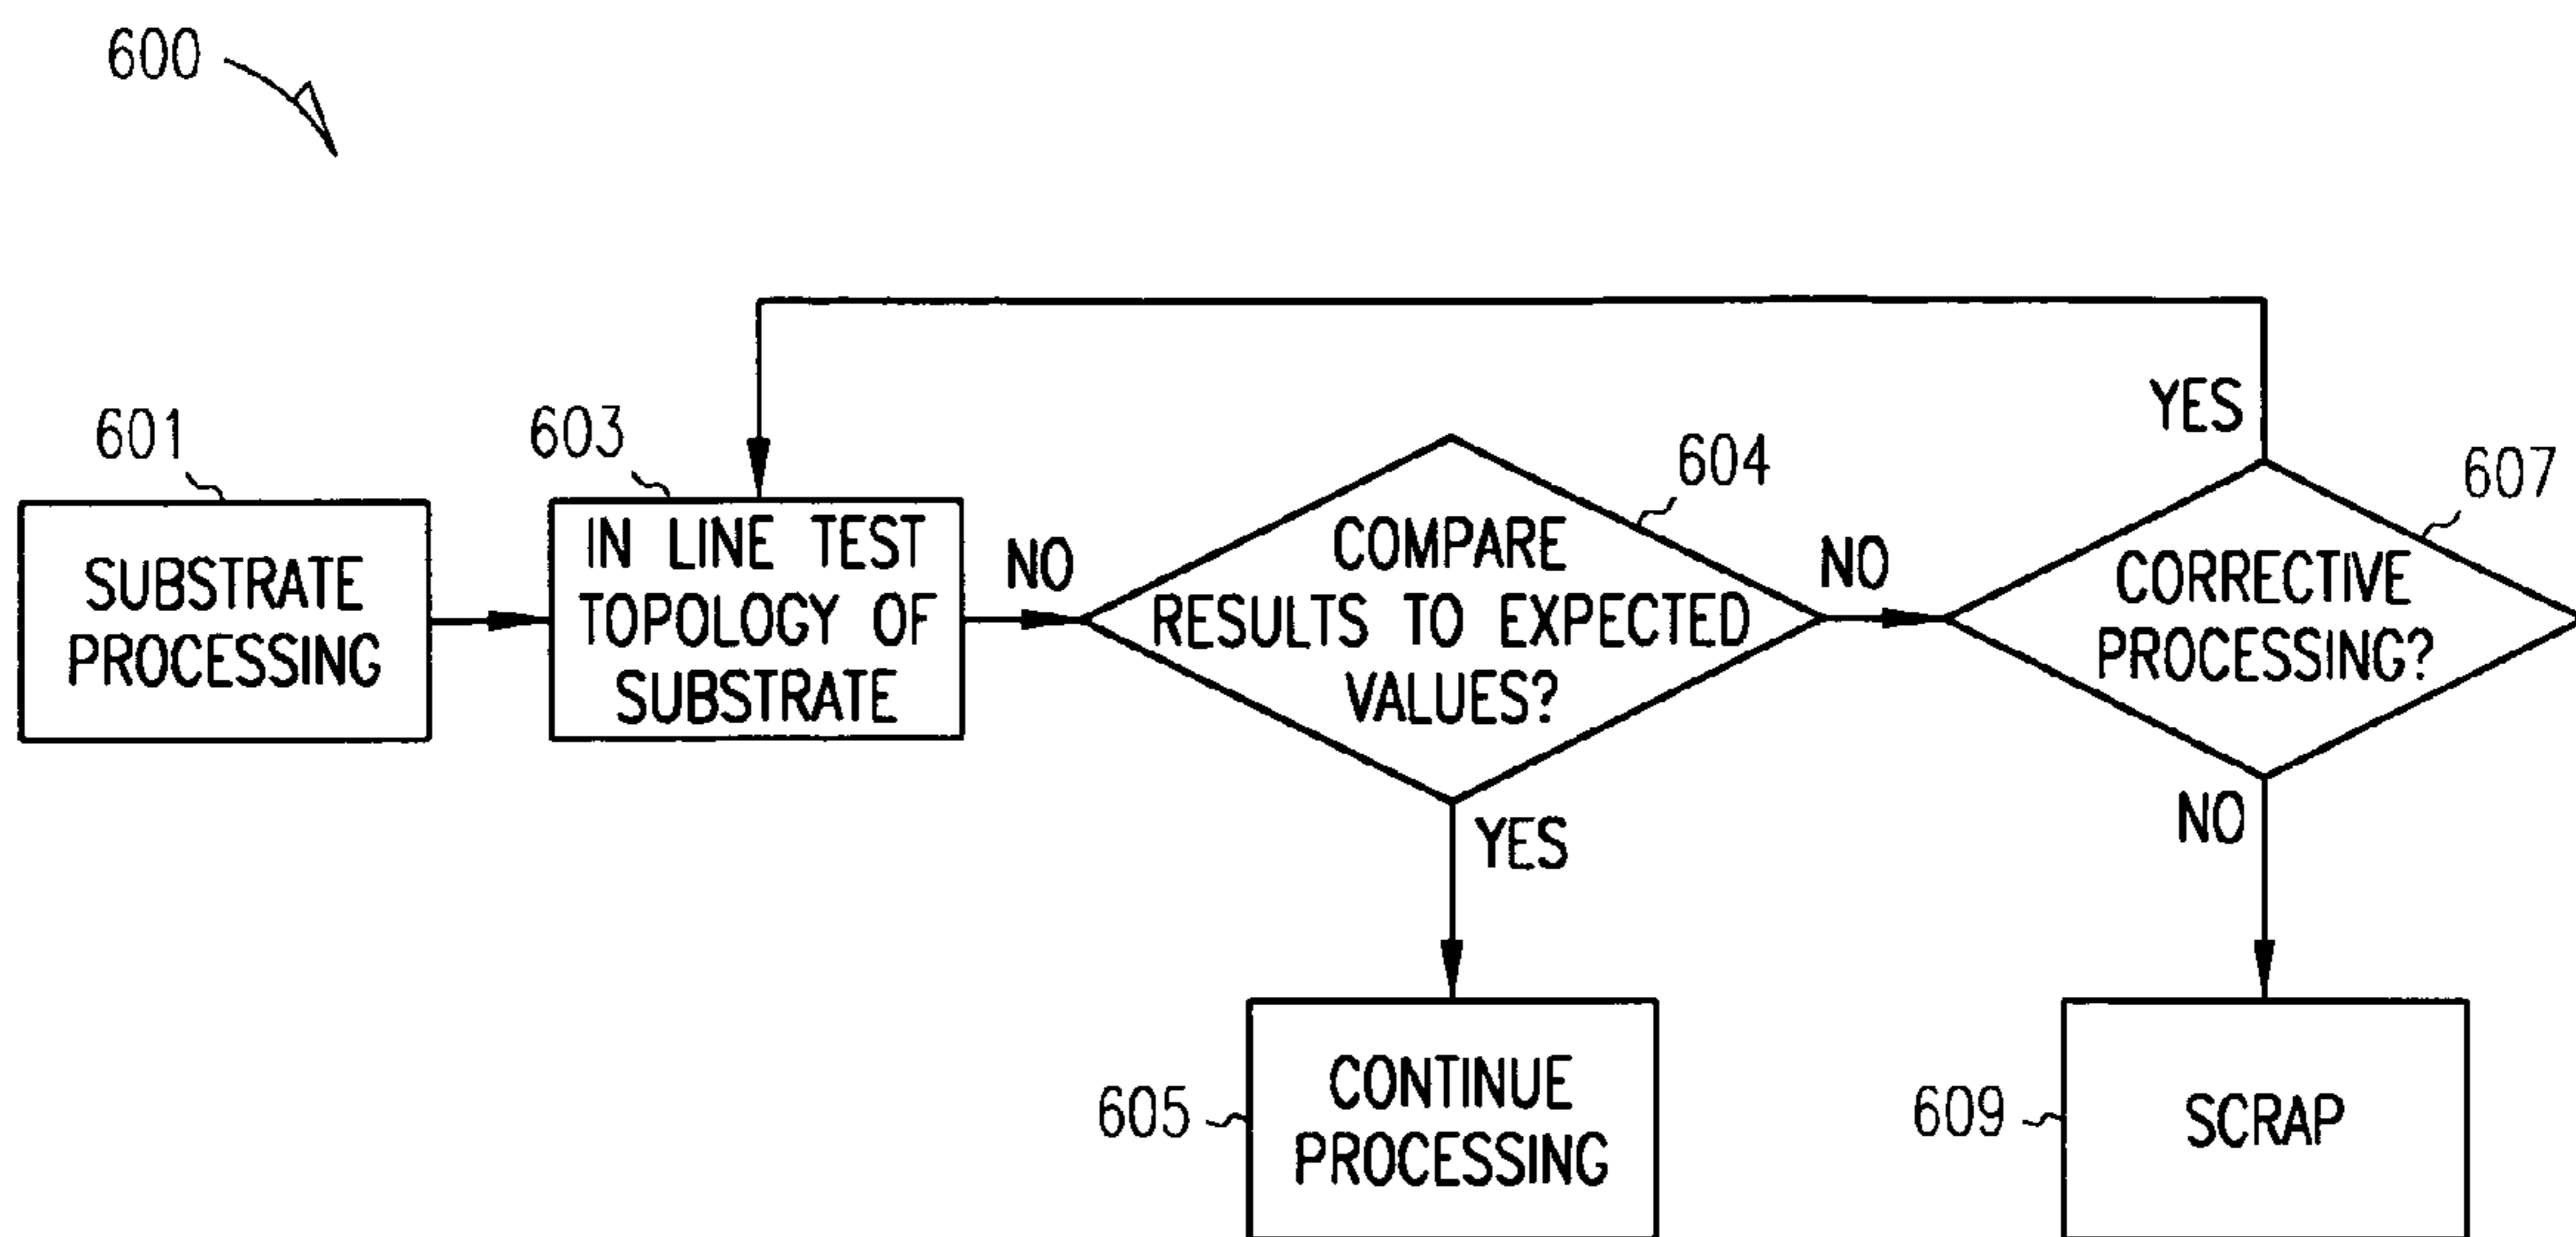 600
601
SUBSTRATE
PROCESSING
603
IN LINE TEST
TOPOLOGY OF
SUBSTRATE
NO
604
COMPARE
RESULTS TO EXPECTED
VALUES?
NO
YES
607
CORRECTIVE
PROCESSING?
YES
NO
605
CONTINUE
PROCESSING
609
SCRAP